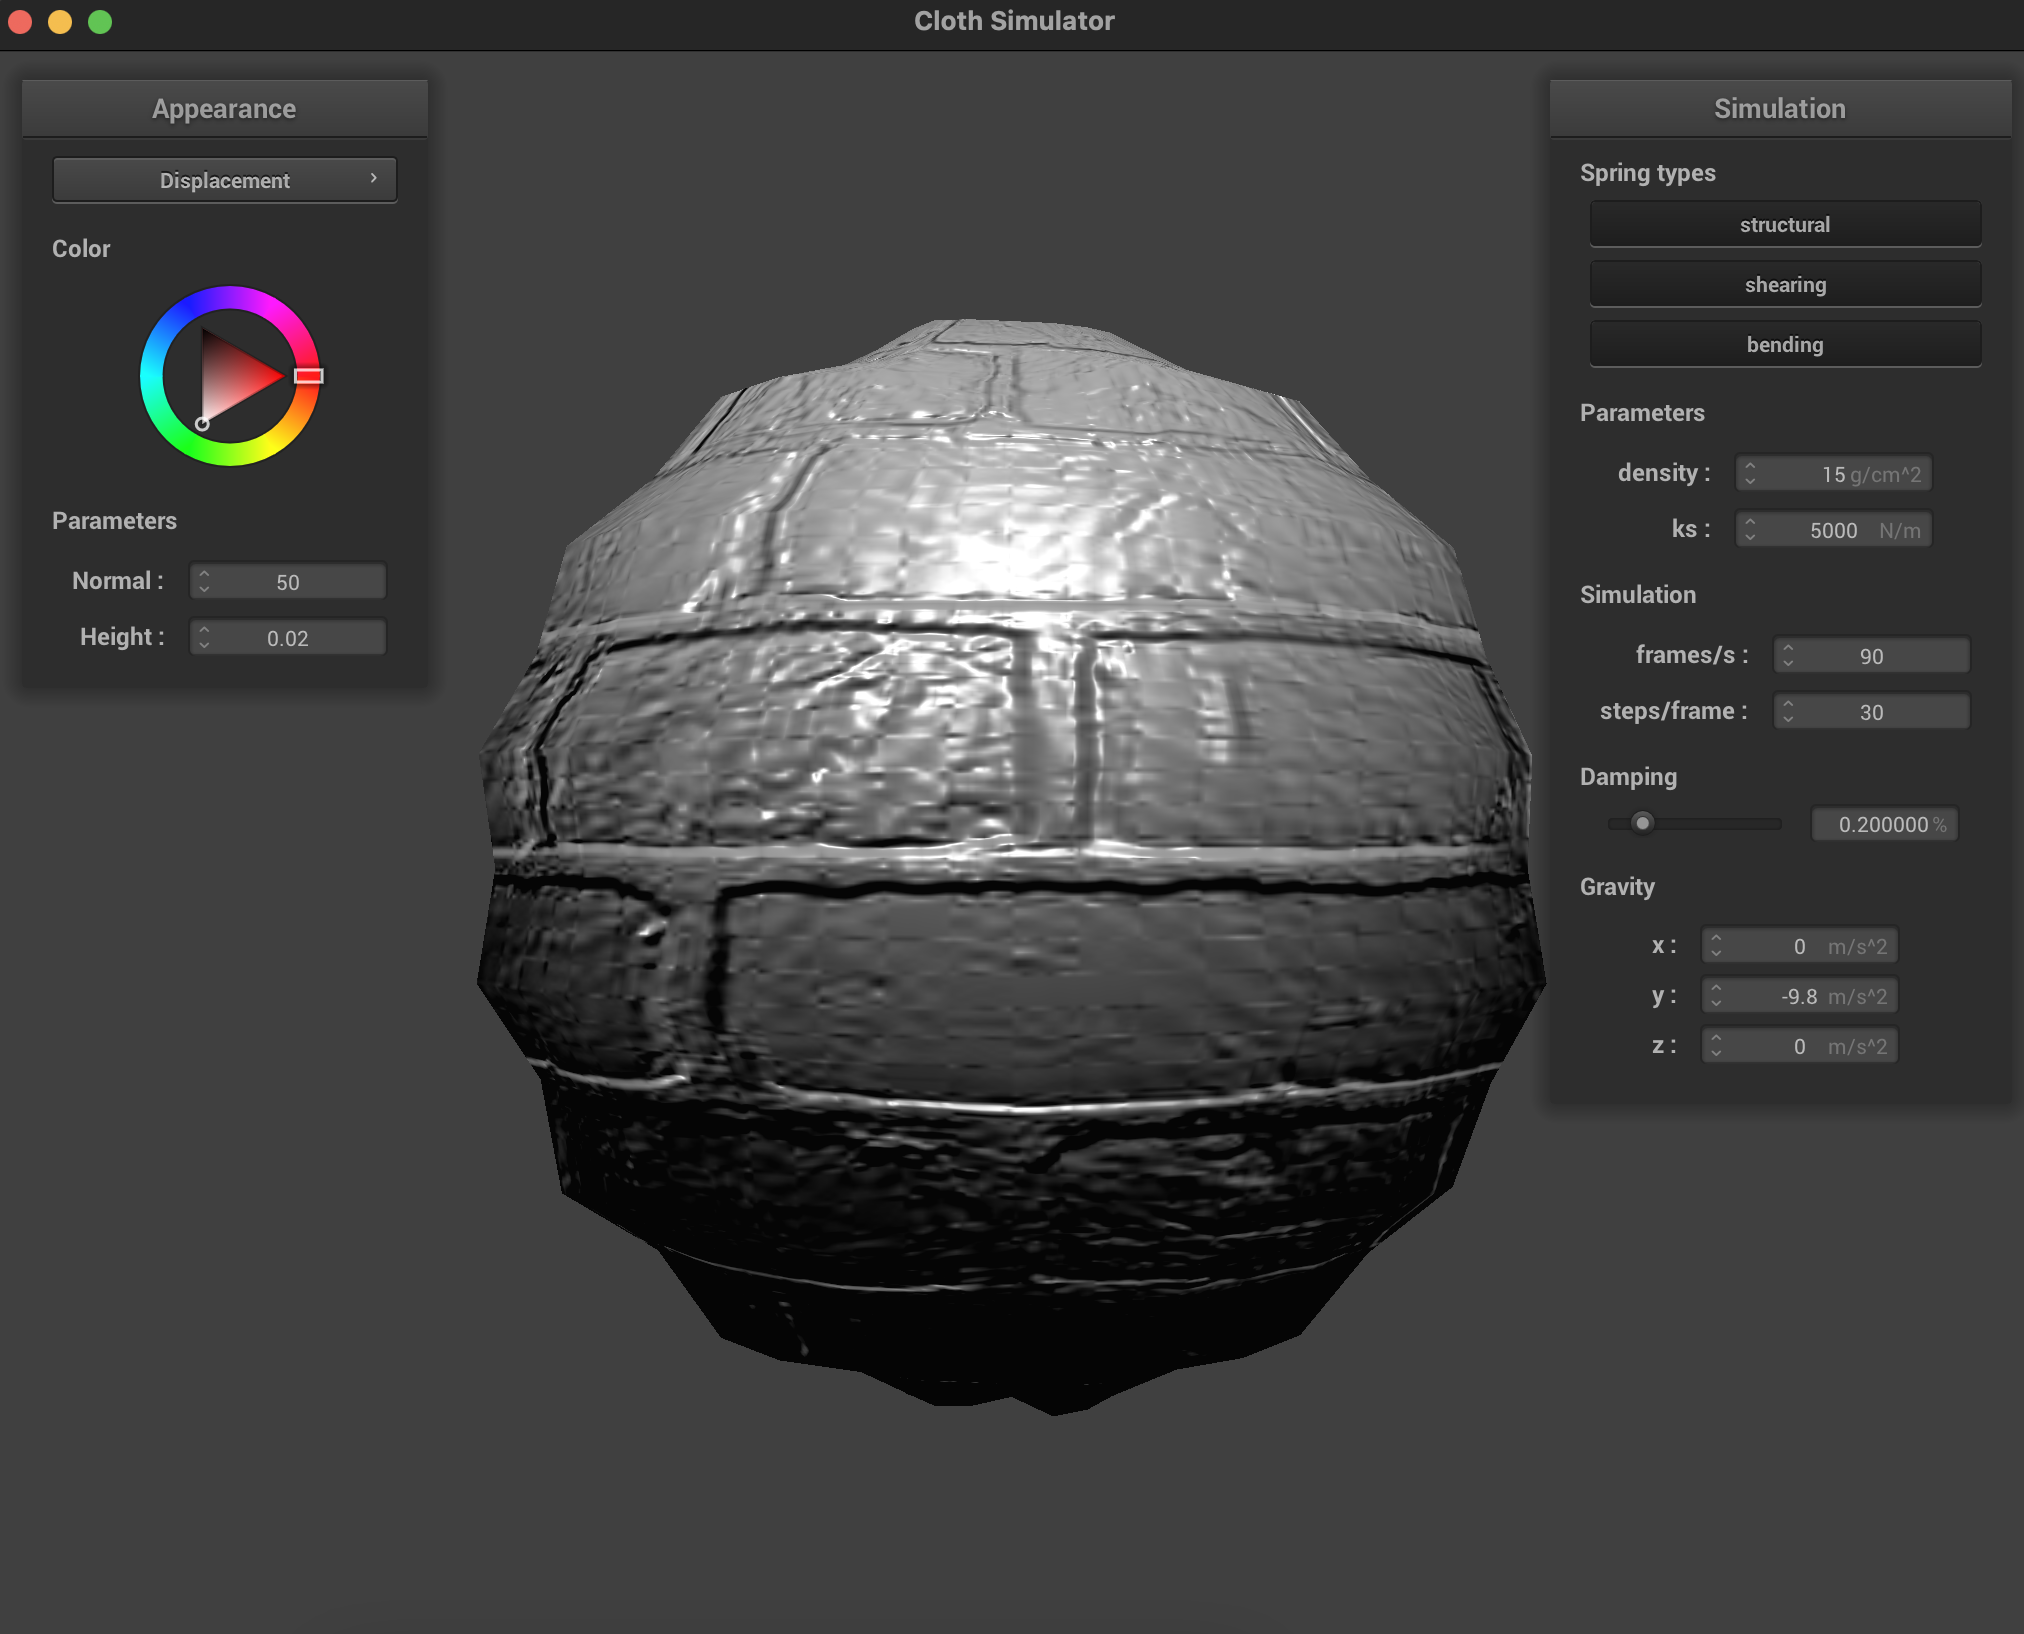 Cloth Simulator
Appearance
Displacement
Color
Parameters
Normal : 50
Height : 0.02
Simulation
Spring types
structural
shearing
bending
Parameters
density : 15 g/cm^2
ks : 5000 N/m
Simulation
frames/s : 90
steps/frame : 30
Damping
0.200000 %
Gravity
x : 0 m/s^2
y : -9.8 m/s^2
z : 0 m/s^2